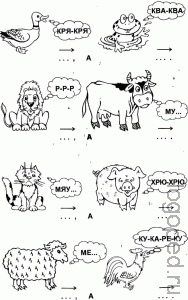 КРЯ-КРЯ
КВА-КВА
..., А ...
Р-Р-Р
МУ...
..., А ...
МЯУ...
ХРЮ-ХРЮ
..., А ...
МЕ...
КУ-КА-РЕ-КУ
..., А ...